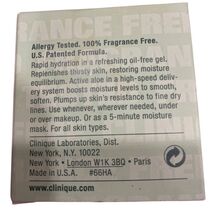 RANCE FREE
Allergy Tested. 100% Fragrance Free.
U.S. Patented Formula.
Rapid hydration in a refreshing oil-free gel.
Replenishes thirsty skin, restoring moisture
equilibrium. Active aloe in a high-speed deliv-
ery system boosts moisture levels to smooth,
soften. Plumps up skin's resistance to fine dry
lines. Use whenever, wherever needed, under
or over makeup. Or as a 5-minute moisture
mask. For all skin types.
Clinique Laboratories, Dist.
New York, N.Y. 10022
New York • London W1K 3BQ • Paris
Made in U.S.A. #66HA
www.clinique.com